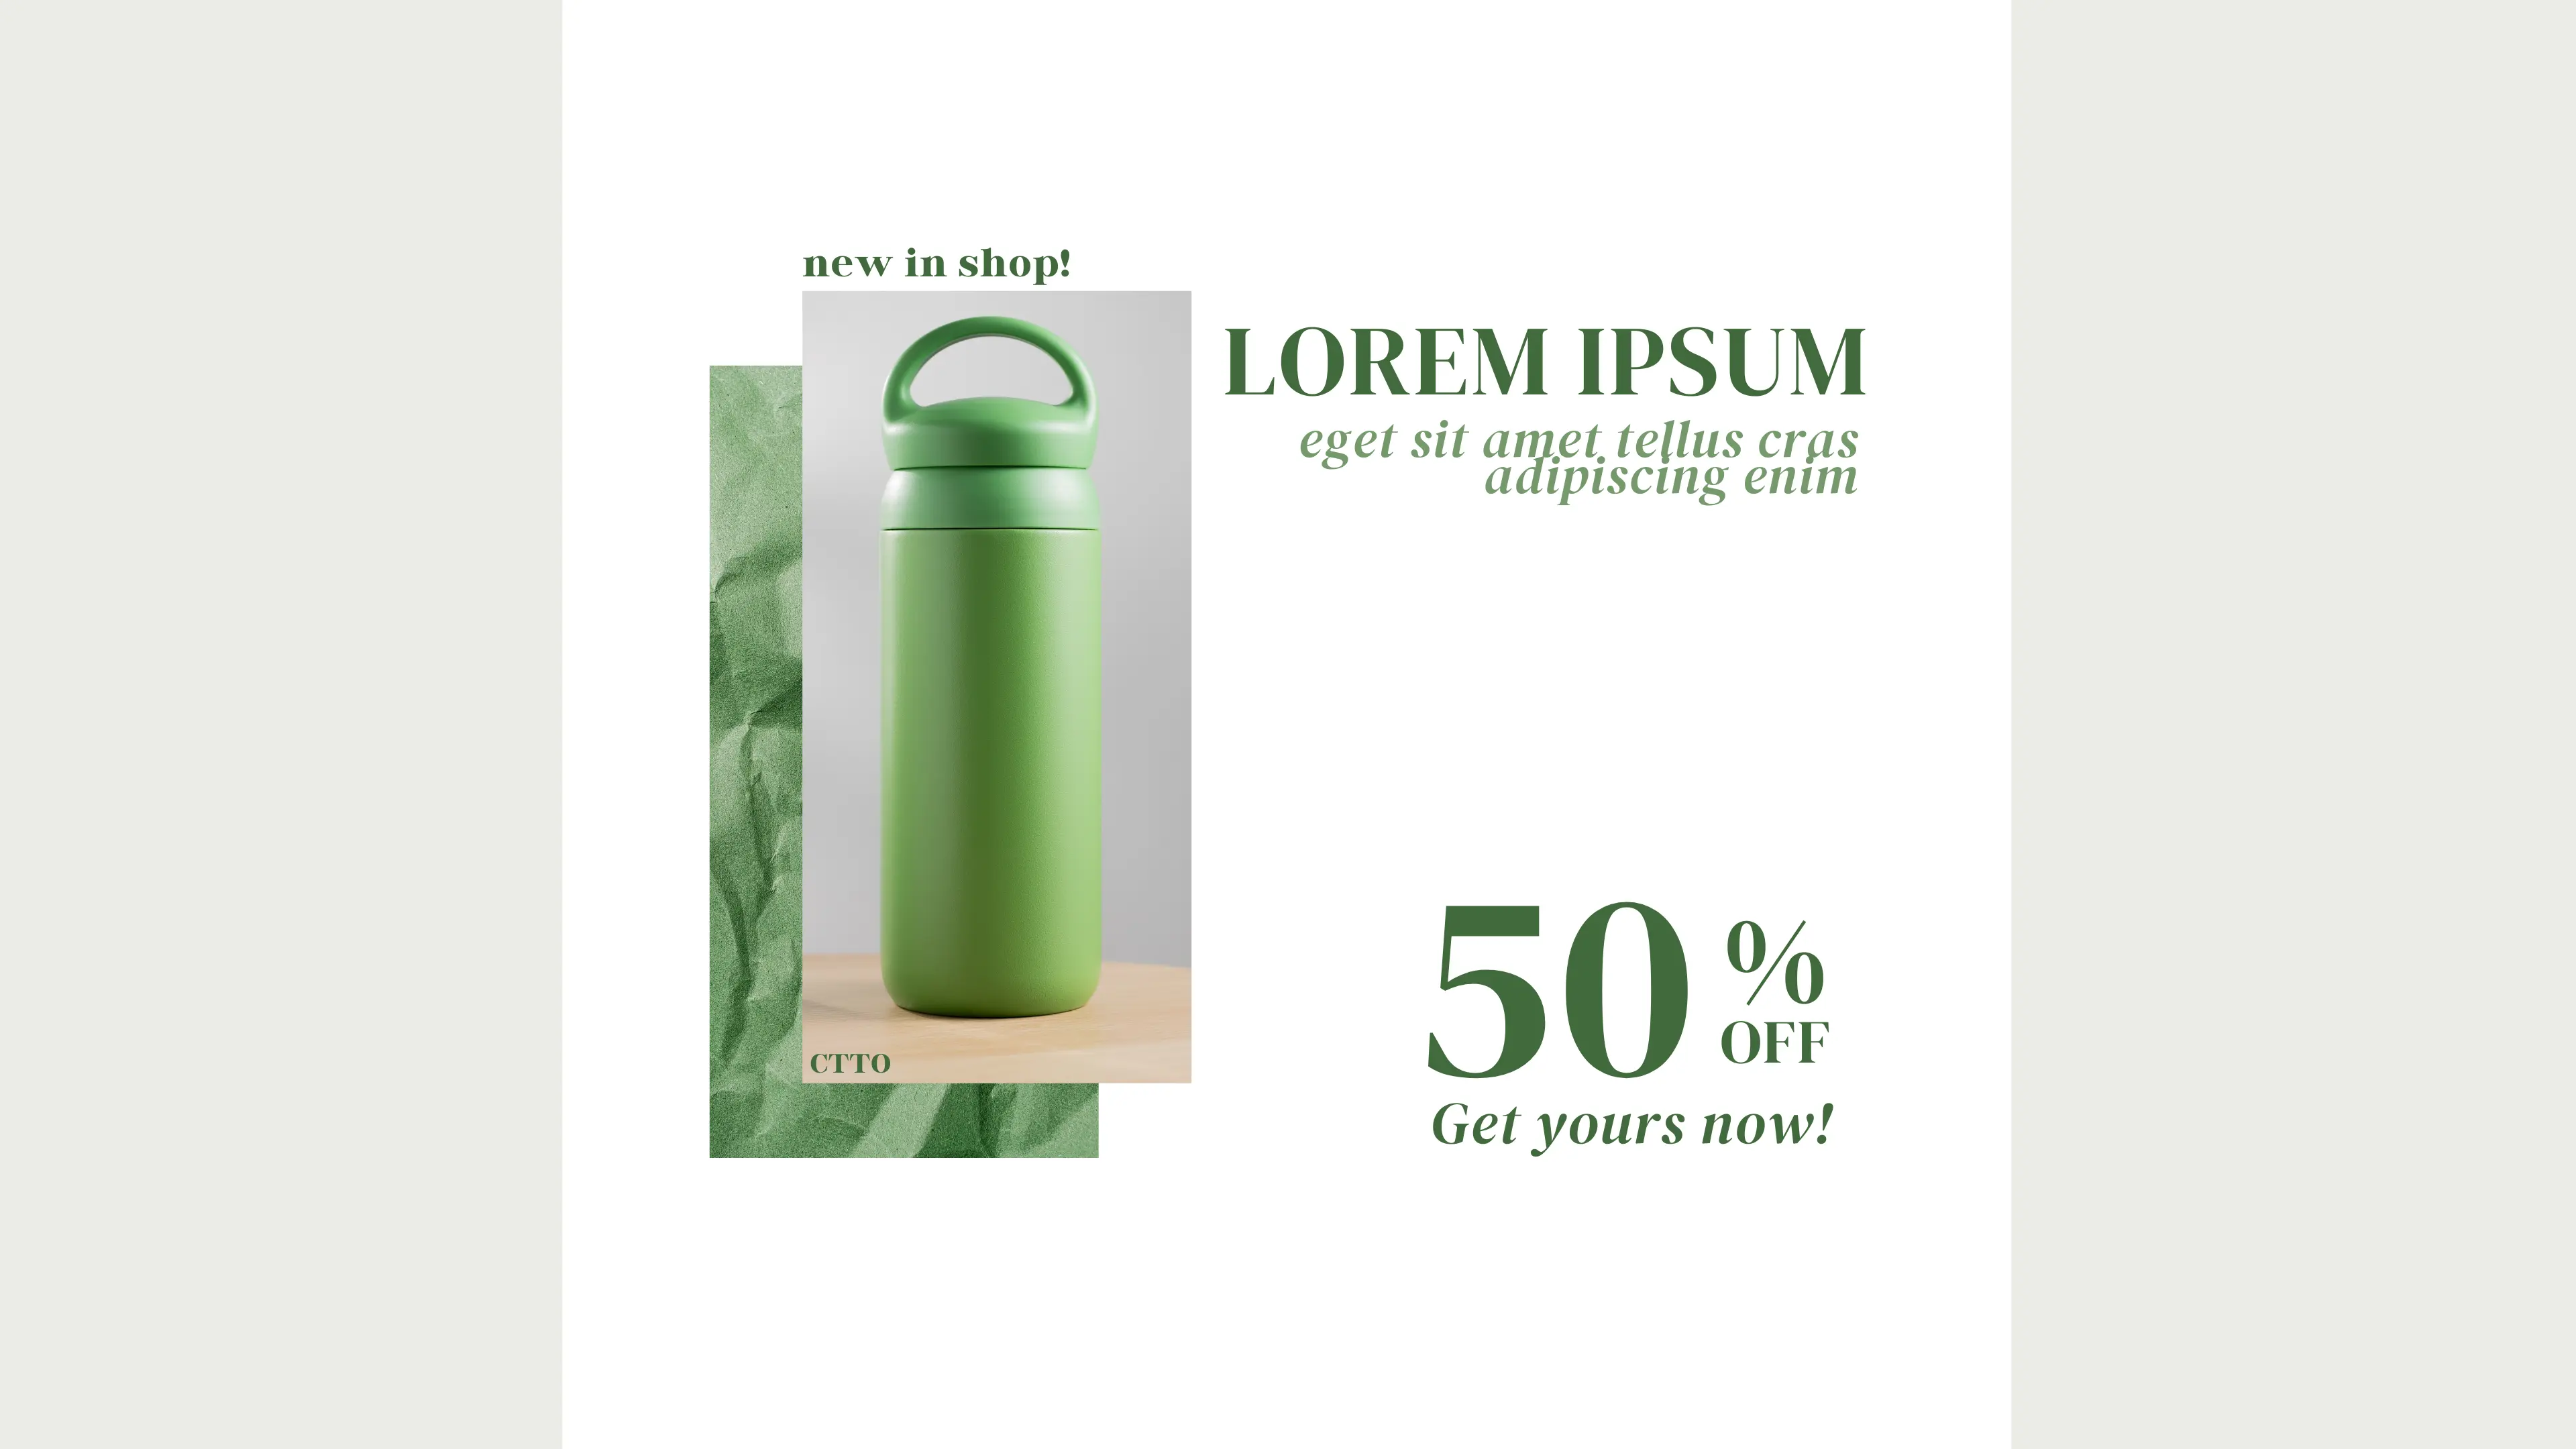 new in shop!
LOREM IPSUM
eget sit amet tellus cras
adipiscing enim
50 %
OFF
Get yours now!
CTTO